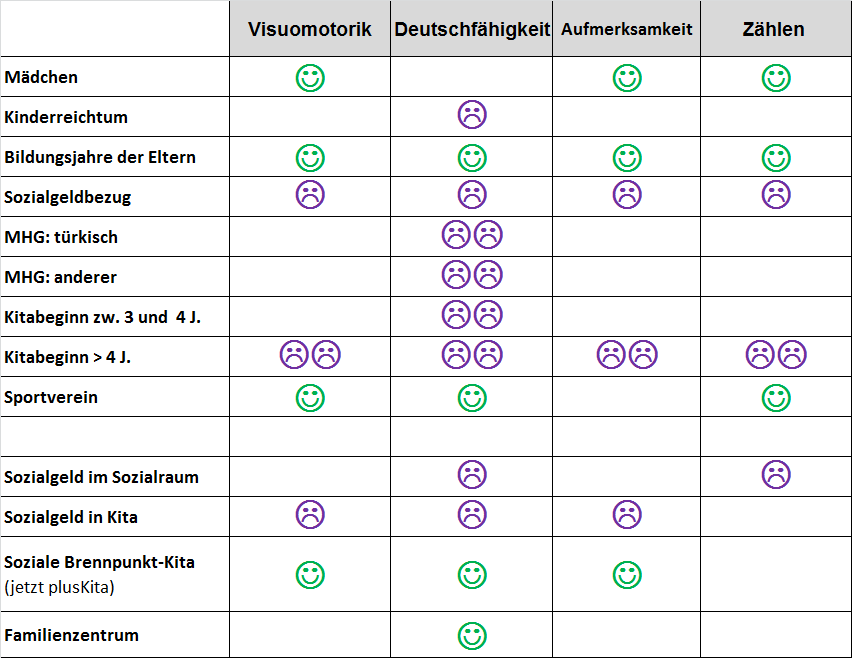 Visuomotorik Deutschfähigkeit Aufmerksamkeit Zählen
Mädchen
Kinderreichtum
Bildungsjahre der Eltern
Sozialgeldbezug
MHG: türkisch
MHG: anderer
Kitabeginn zw. 3 und 4 J.
Kitabeginn > 4 J.
Sportverein
Sozialgeld im Sozialraum
Sozialgeld in Kita
Soziale Brennpunkt-Kita
(jetzt plusKita)
Familienzentrum